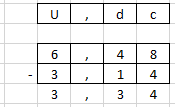 U , d c
6 , 4 8
- 3 , 1 4
3 , 3 4